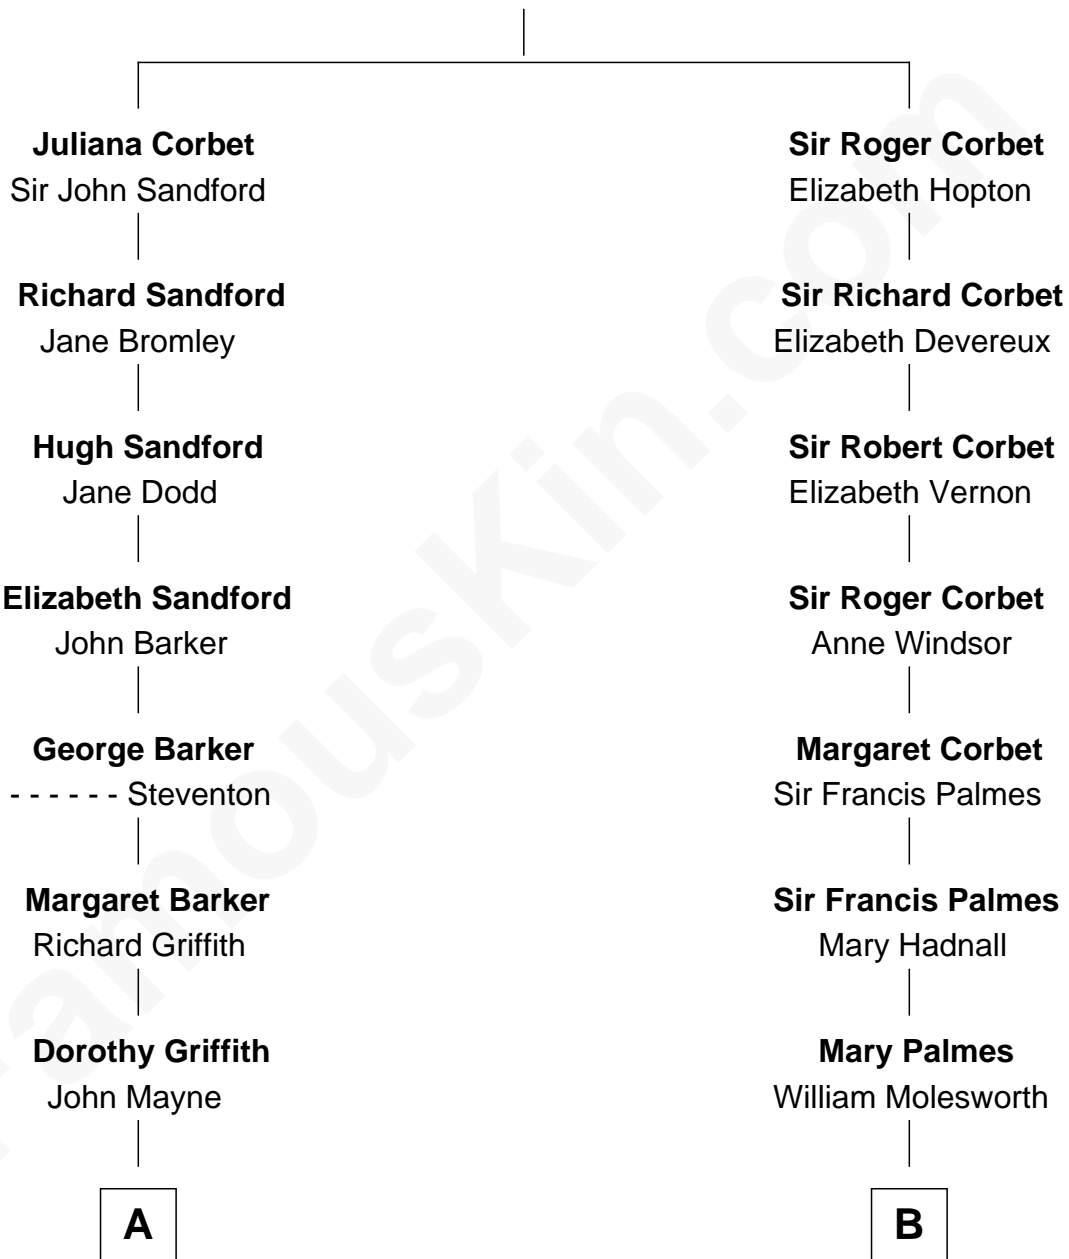 Juliana Corbet
Sir John Sandford
Richard Sandford
Jane Bromley
Hugh Sandford
Jane Dodd
Elizabeth Sandford
John Barker
George Barker
- - - - - - Steventon
Margaret Barker
Richard Griffith
Dorothy Griffith
John Mayne
A
Sir Roger Corbet
Elizabeth Hopton
Sir Richard Corbet
Elizabeth Devereux
Sir Robert Corbet
Elizabeth Vernon
Sir Roger Corbet
Anne Windsor
Margaret Corbet
Sir Francis Palmes
Sir Francis Palmes
Mary Hadnall
Mary Palmes
William Molesworth
B
FamousKin.com